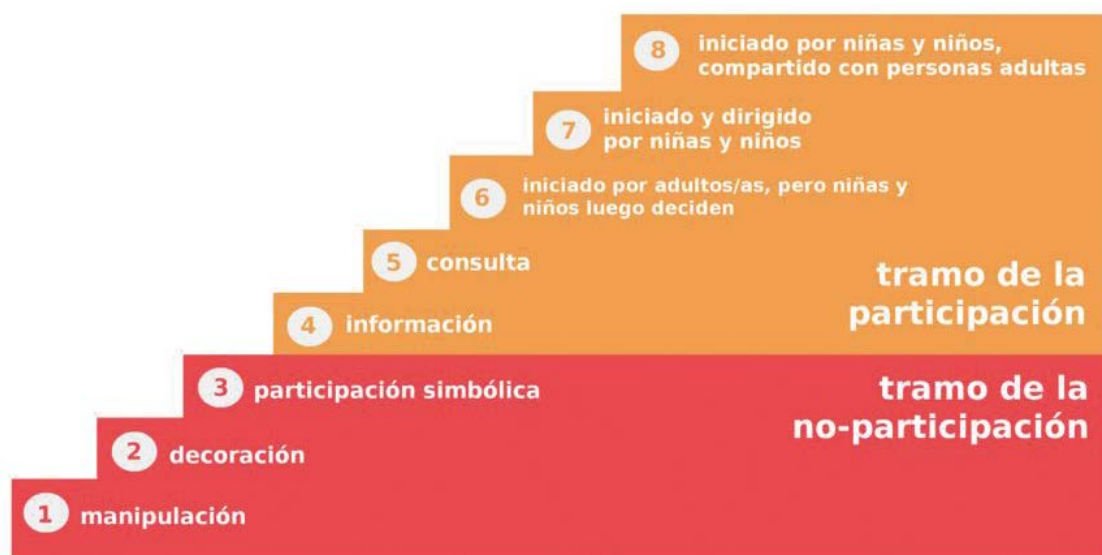 8 iniciado por niñas y niños,
compartido con personas adultas
7 iniciado y dirigido
por niñas y niños
6 iniciado por adultos/as, pero niñas y
niños luego deciden
5 consulta
4 información
tramo de la
participación
3 participación simbólica
2 decoración
1 manipulación
tramo de la
no-participación